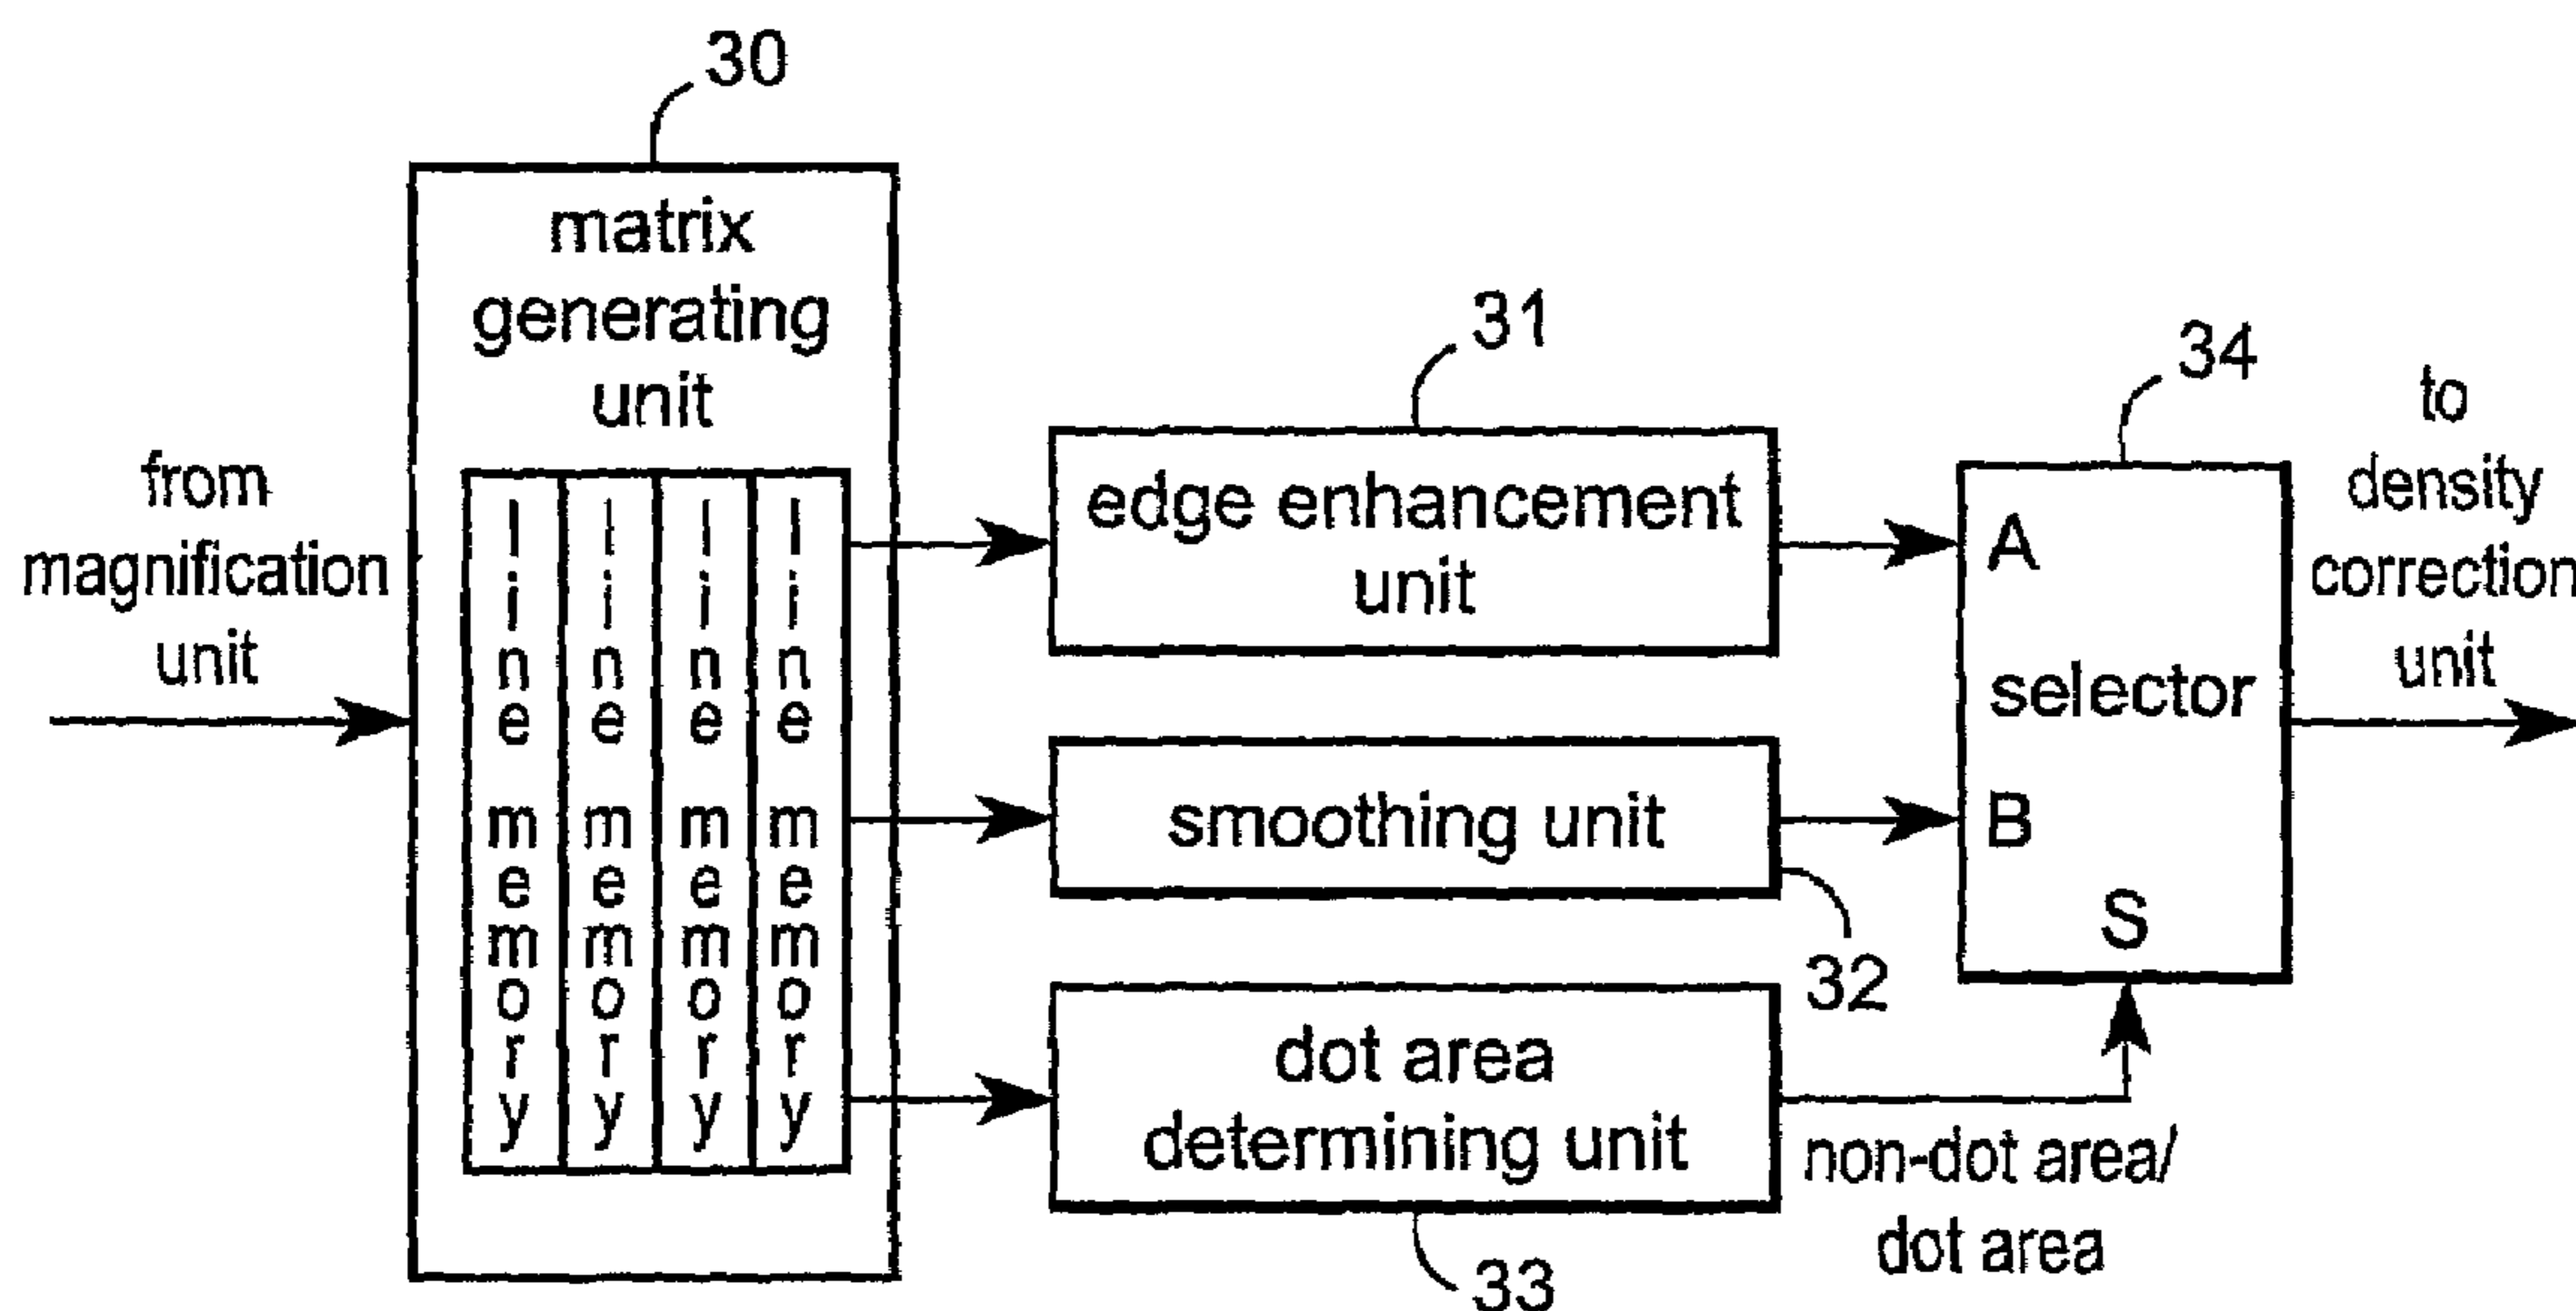 30
matrix
generating
unit
from
magnification
unit
line memory
line memory
line memory
line memory
31
edge enhancement
unit
smoothing unit
32
dot area
determining unit
33
non-dot area/
dot area
34
A
selector
B
S
to
density
correction
unit